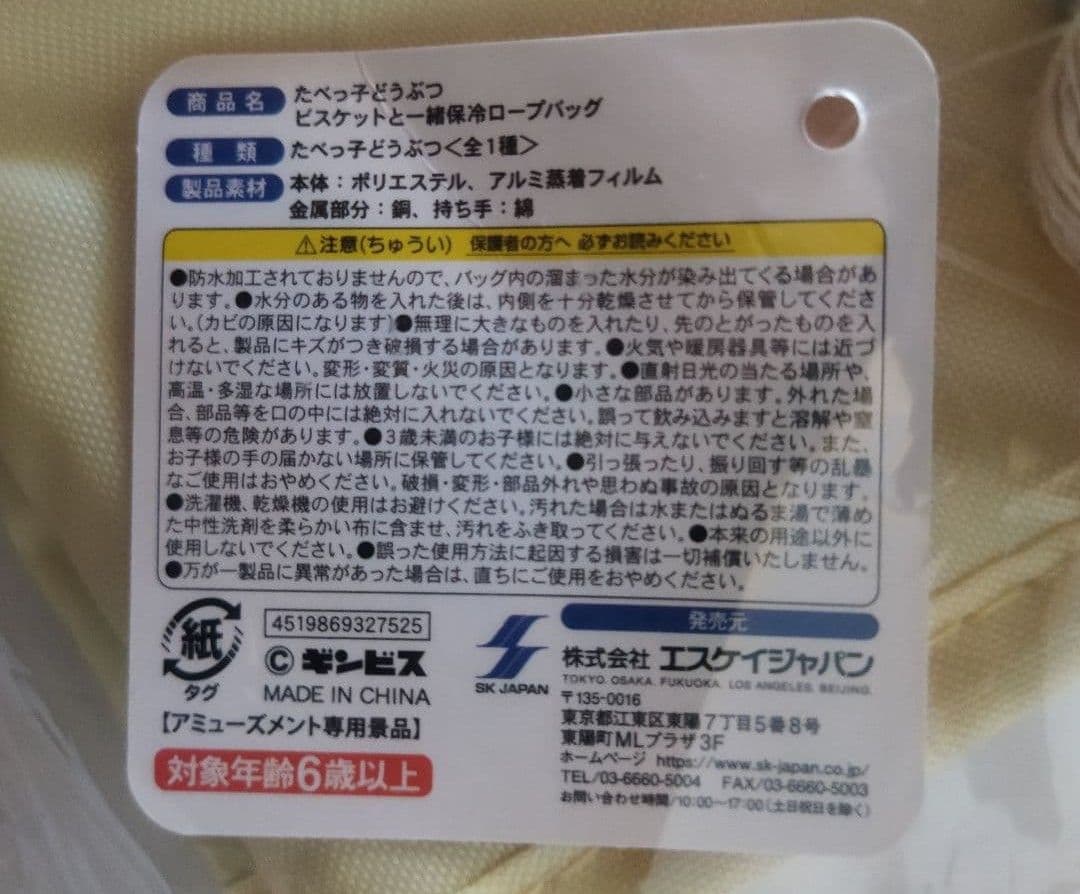 商品名 たべっ子どうぶつ
ビスケットと一緒保冷ロープバッグ
種類 たべっ子どうぶつ<全1種>
製品素材 本体：ポリエステル、アルミ蒸着フィルム
金属部分：銅、持ち手：綿
⚠注意(ちゅうい) 保護者の方へ 必ずお読みください
●防水加工されておりませんので、バッグ内の溜まった水分が染み出てくる場合があ
ります。●水分のある物を入れた後は、内側を十分乾燥させてから保管してくださ
い。(カビの原因になります)●無理に大きなものを入れたり、先のとがったものを入
れると、製品にキズがつき破損する場合があります。●火気や暖房器具等には近づ
けないでください。変形・変質・火災の原因となります。●直射日光の当たる場所や、
高温・多湿な場所には放置しないでください。●小さな部品があります。外れた場
合、部品等を口の中には絶対に入れないでください。誤って飲み込みますと溶解や窒
息等の危険があります。●3歳未満のお子様には絶対に与えないでください。また、
お子様の手の届かない場所に保管してください。●引っ張ったり、振り回す等の乱暴
なご使用はおやめください。破損・変形・部品外れや思わぬ事故の原因となります。
●洗濯機、乾燥機の使用はお避けください。汚れた場合は水またはぬるま湯で薄め
た中性洗剤を柔らかい布に含ませ、汚れをふき取ってください。●本来の用途以外に
使用しないでください。●誤った使用方法に起因する損害は一切補償いたしません。
●万が一製品に異常があった場合は、直ちにご使用をおやめください。
紙
タグ
4519869327525
©ギンビス
MADE IN CHINA
【アミューズメント専用景品】
対象年齢6歳以上
SK JAPAN
発売元
株式会社 エスケイジャパン
TOKYO. OSAKA. FUKUOKA. LOS ANGELES. BEIJING.
〒135-0016
東京都江東区東陽7丁目5番8号
東陽町MLプラザ3F
ホームページ https://www.sk-japan.co.jp/
TEL/03-6660-5004 FAX/03-6660-5003
お問い合わせ時間/10:00〜17:00(土日祝日を除く)